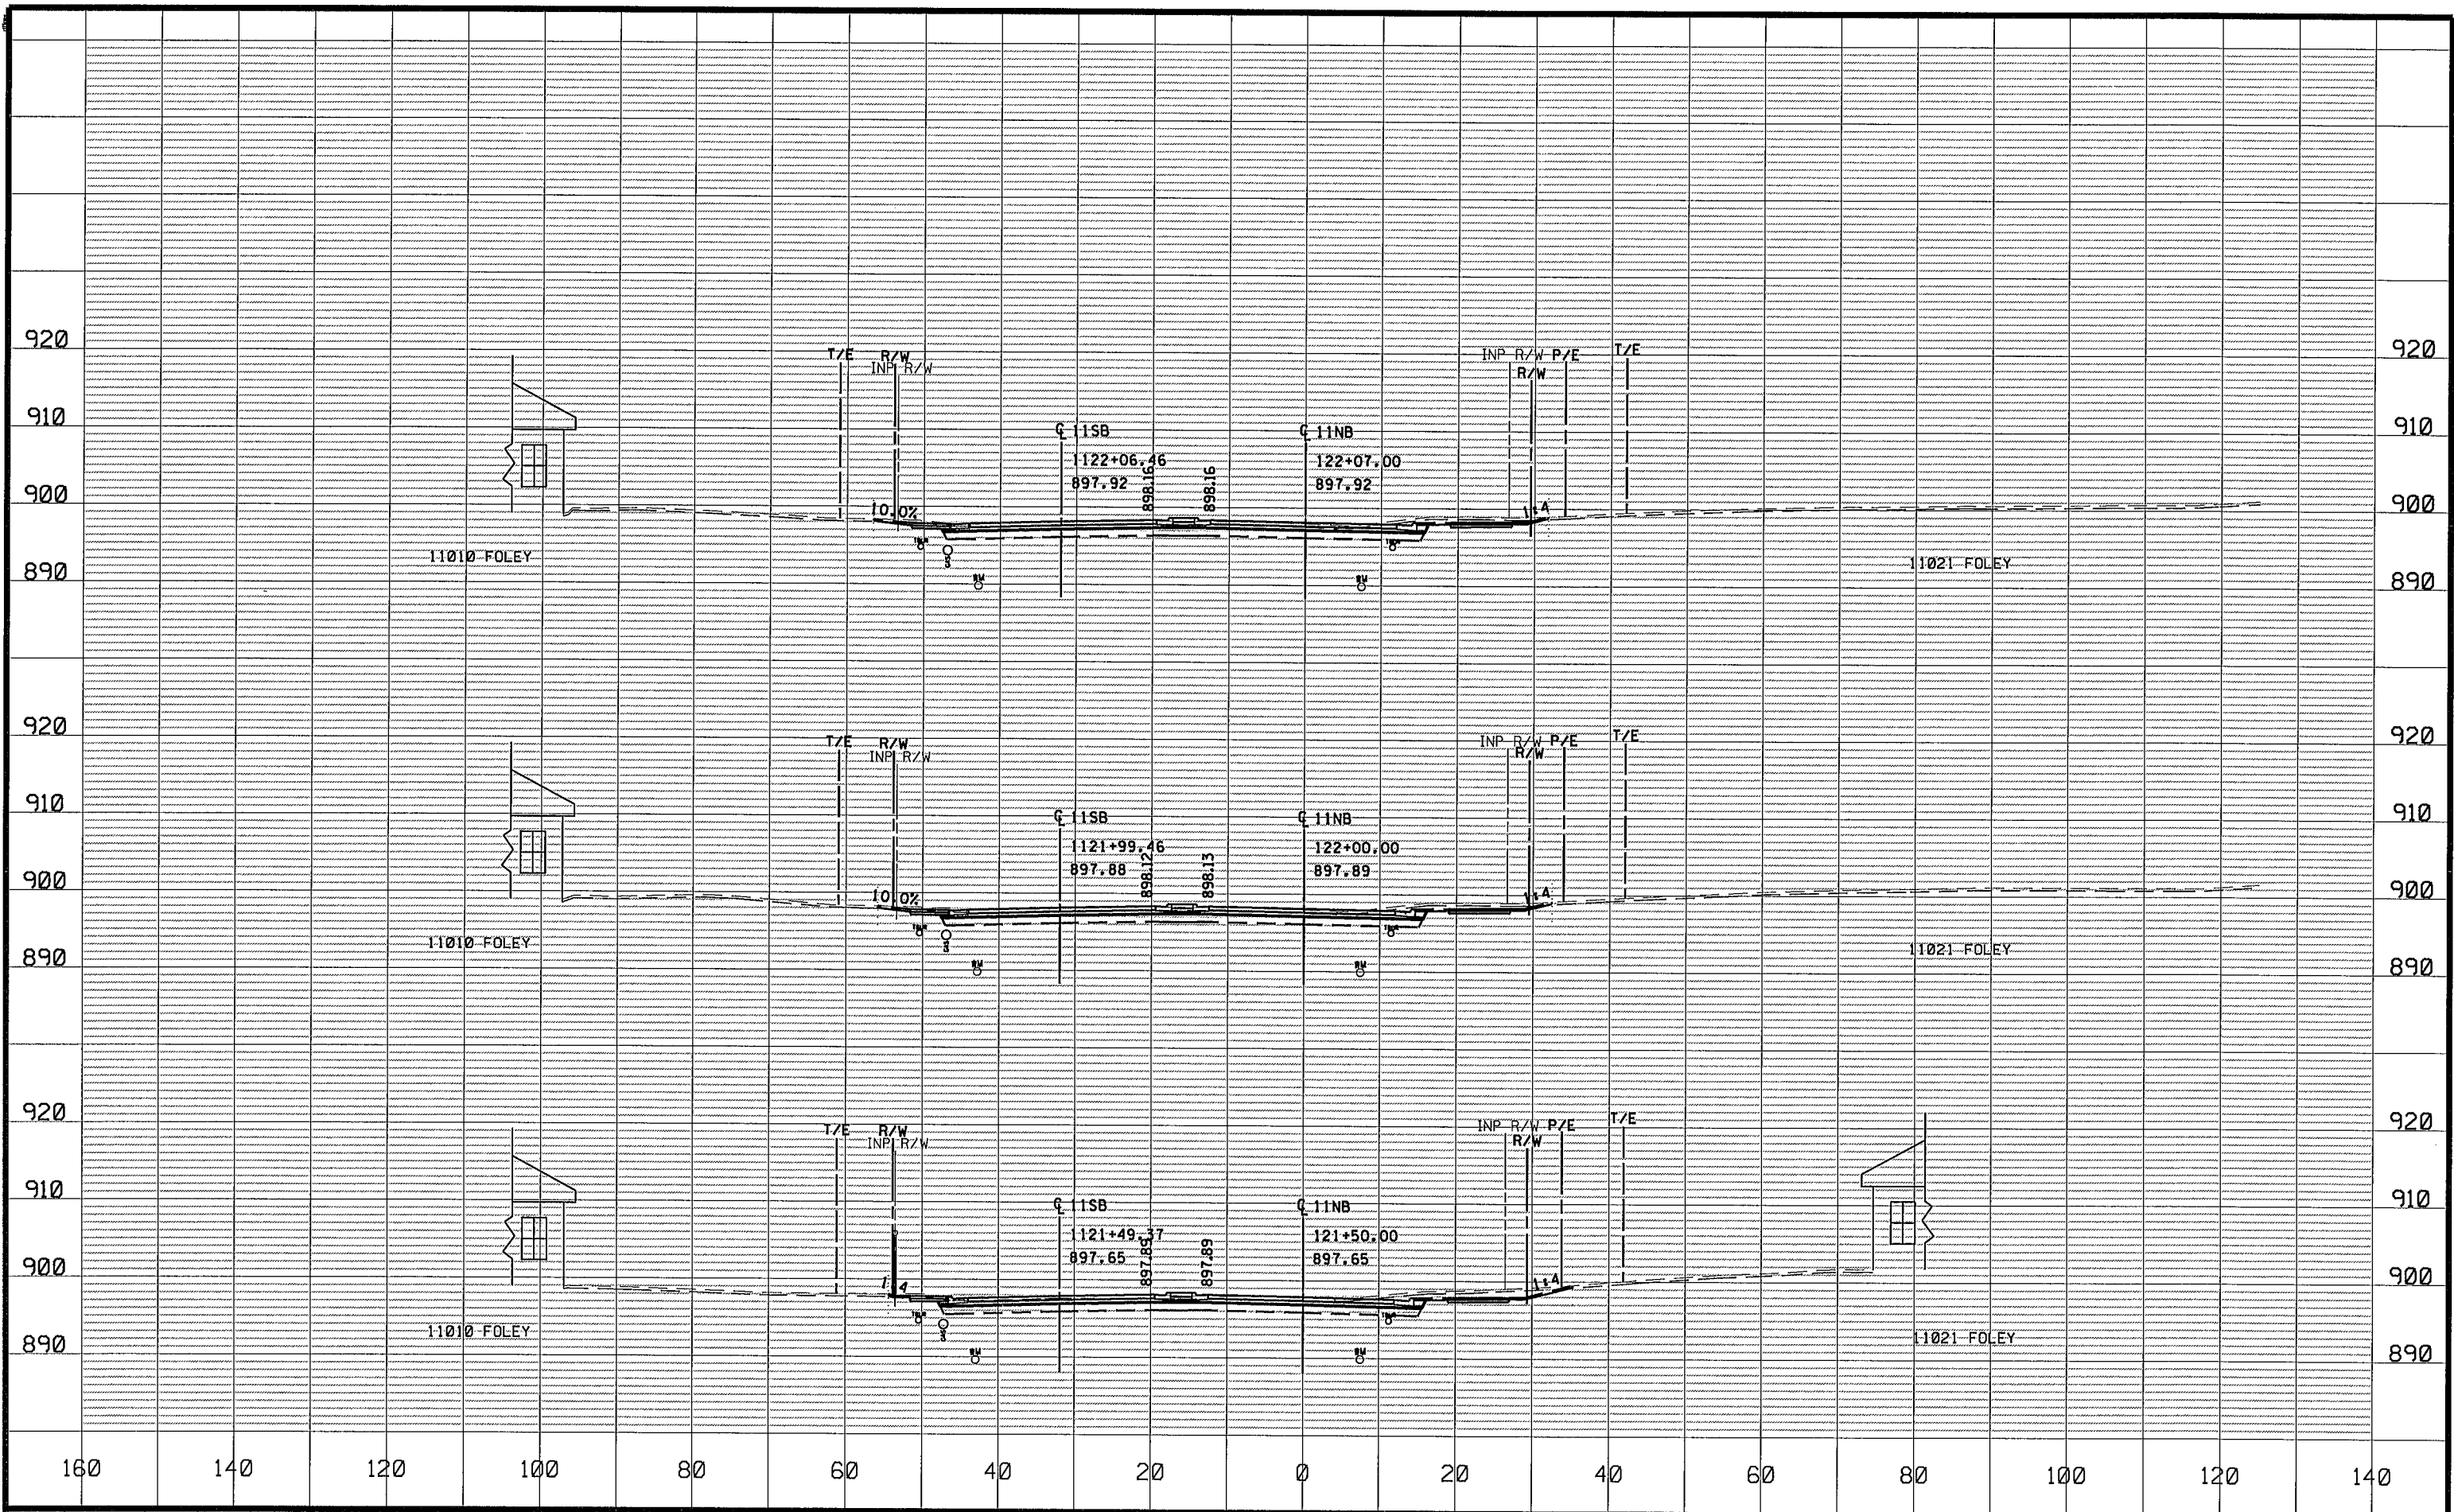 920 T/E R/W INP R/W P/E T/E 920
INP R/W R/W
910 ℄ 11SB ℄ 11NB 910
1122+06.46 898.16 898.16 122+07.00
897.92 897.92
900 10.0% 1:4 900
S
11010 FOLEY 11021 FOLEY
890 890
920 T/E R/W INP R/W P/E T/E 920
INP R/W R/W
910 ℄ 11SB ℄ 11NB 910
1121+99.46 898.12 898.13 122+00.00
897.88 897.89
900 10.0% 1:4 900
S
11010 FOLEY 11021 FOLEY
890 890
920 T/E R/W INP R/W P/E T/E 920
INP R/W R/W
910 ℄ 11SB ℄ 11NB 910
1121+49.37 897.89 897.89 121+50.00
897.65 897.65
900 1:4 1:4 900
S
11010 FOLEY 11021 FOLEY
890 890
160 140 120 100 80 60 40 20 0 20 40 60 80 100 120 140